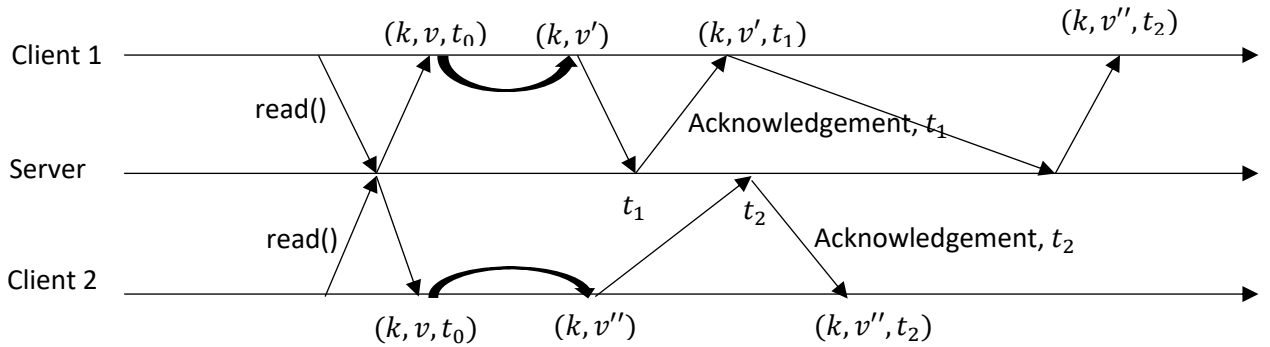 (k, v, t₀) (k, v′) (k, v′, t₁) (k, v′′, t₂)
Client 1
read() Acknowledgement, t₁
Server
t₁ t₂
read() Acknowledgement, t₂
Client 2
(k, v, t₀) (k, v′′) (k, v′′, t₂)